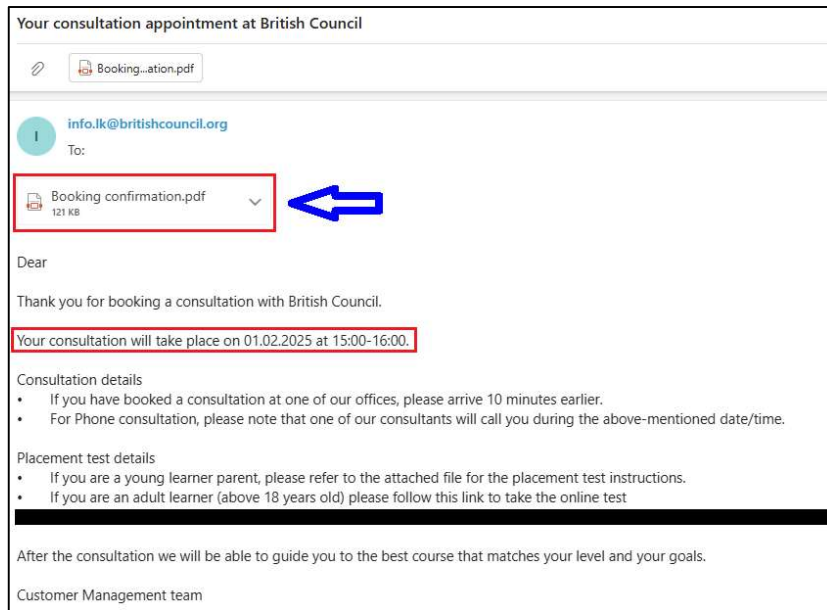 Your consultation appointment at British Council
Booking...ation.pdf
I
info.lk@britishcouncil.org
To:
Booking confirmation.pdf
121 KB
Dear
Thank you for booking a consultation with British Council.
Your consultation will take place on 01.02.2025 at 15:00-16:00.
Consultation details
• If you have booked a consultation at one of our offices, please arrive 10 minutes earlier.
• For Phone consultation, please note that one of our consultants will call you during the above-mentioned date/time.
Placement test details
• If you are a young learner parent, please refer to the attached file for the placement test instructions.
• If you are an adult learner (above 18 years old) please follow this link to take the online test
After the consultation we will be able to guide you to the best course that matches your level and your goals.
Customer Management team